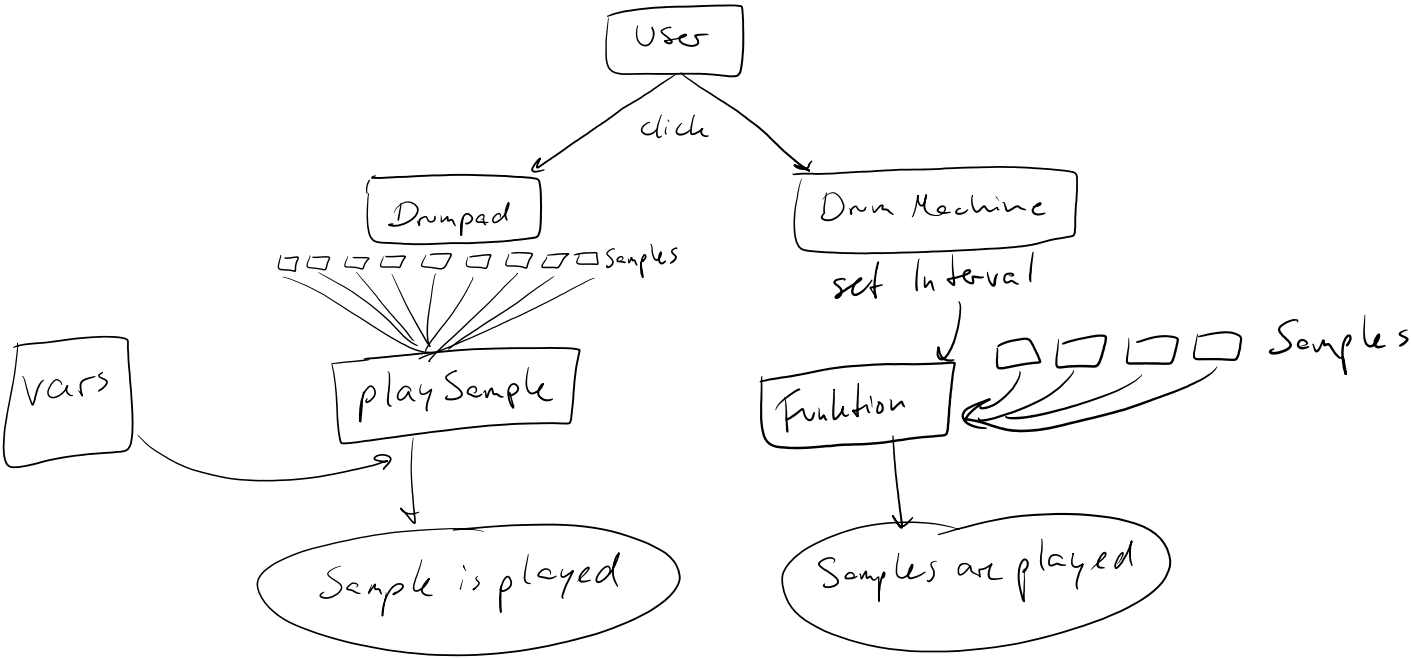 User
click
Drumpad
Drum Machine
Samples
set Interval
vars
playSample
Funktion
Samples
Sample is played
Samples are played